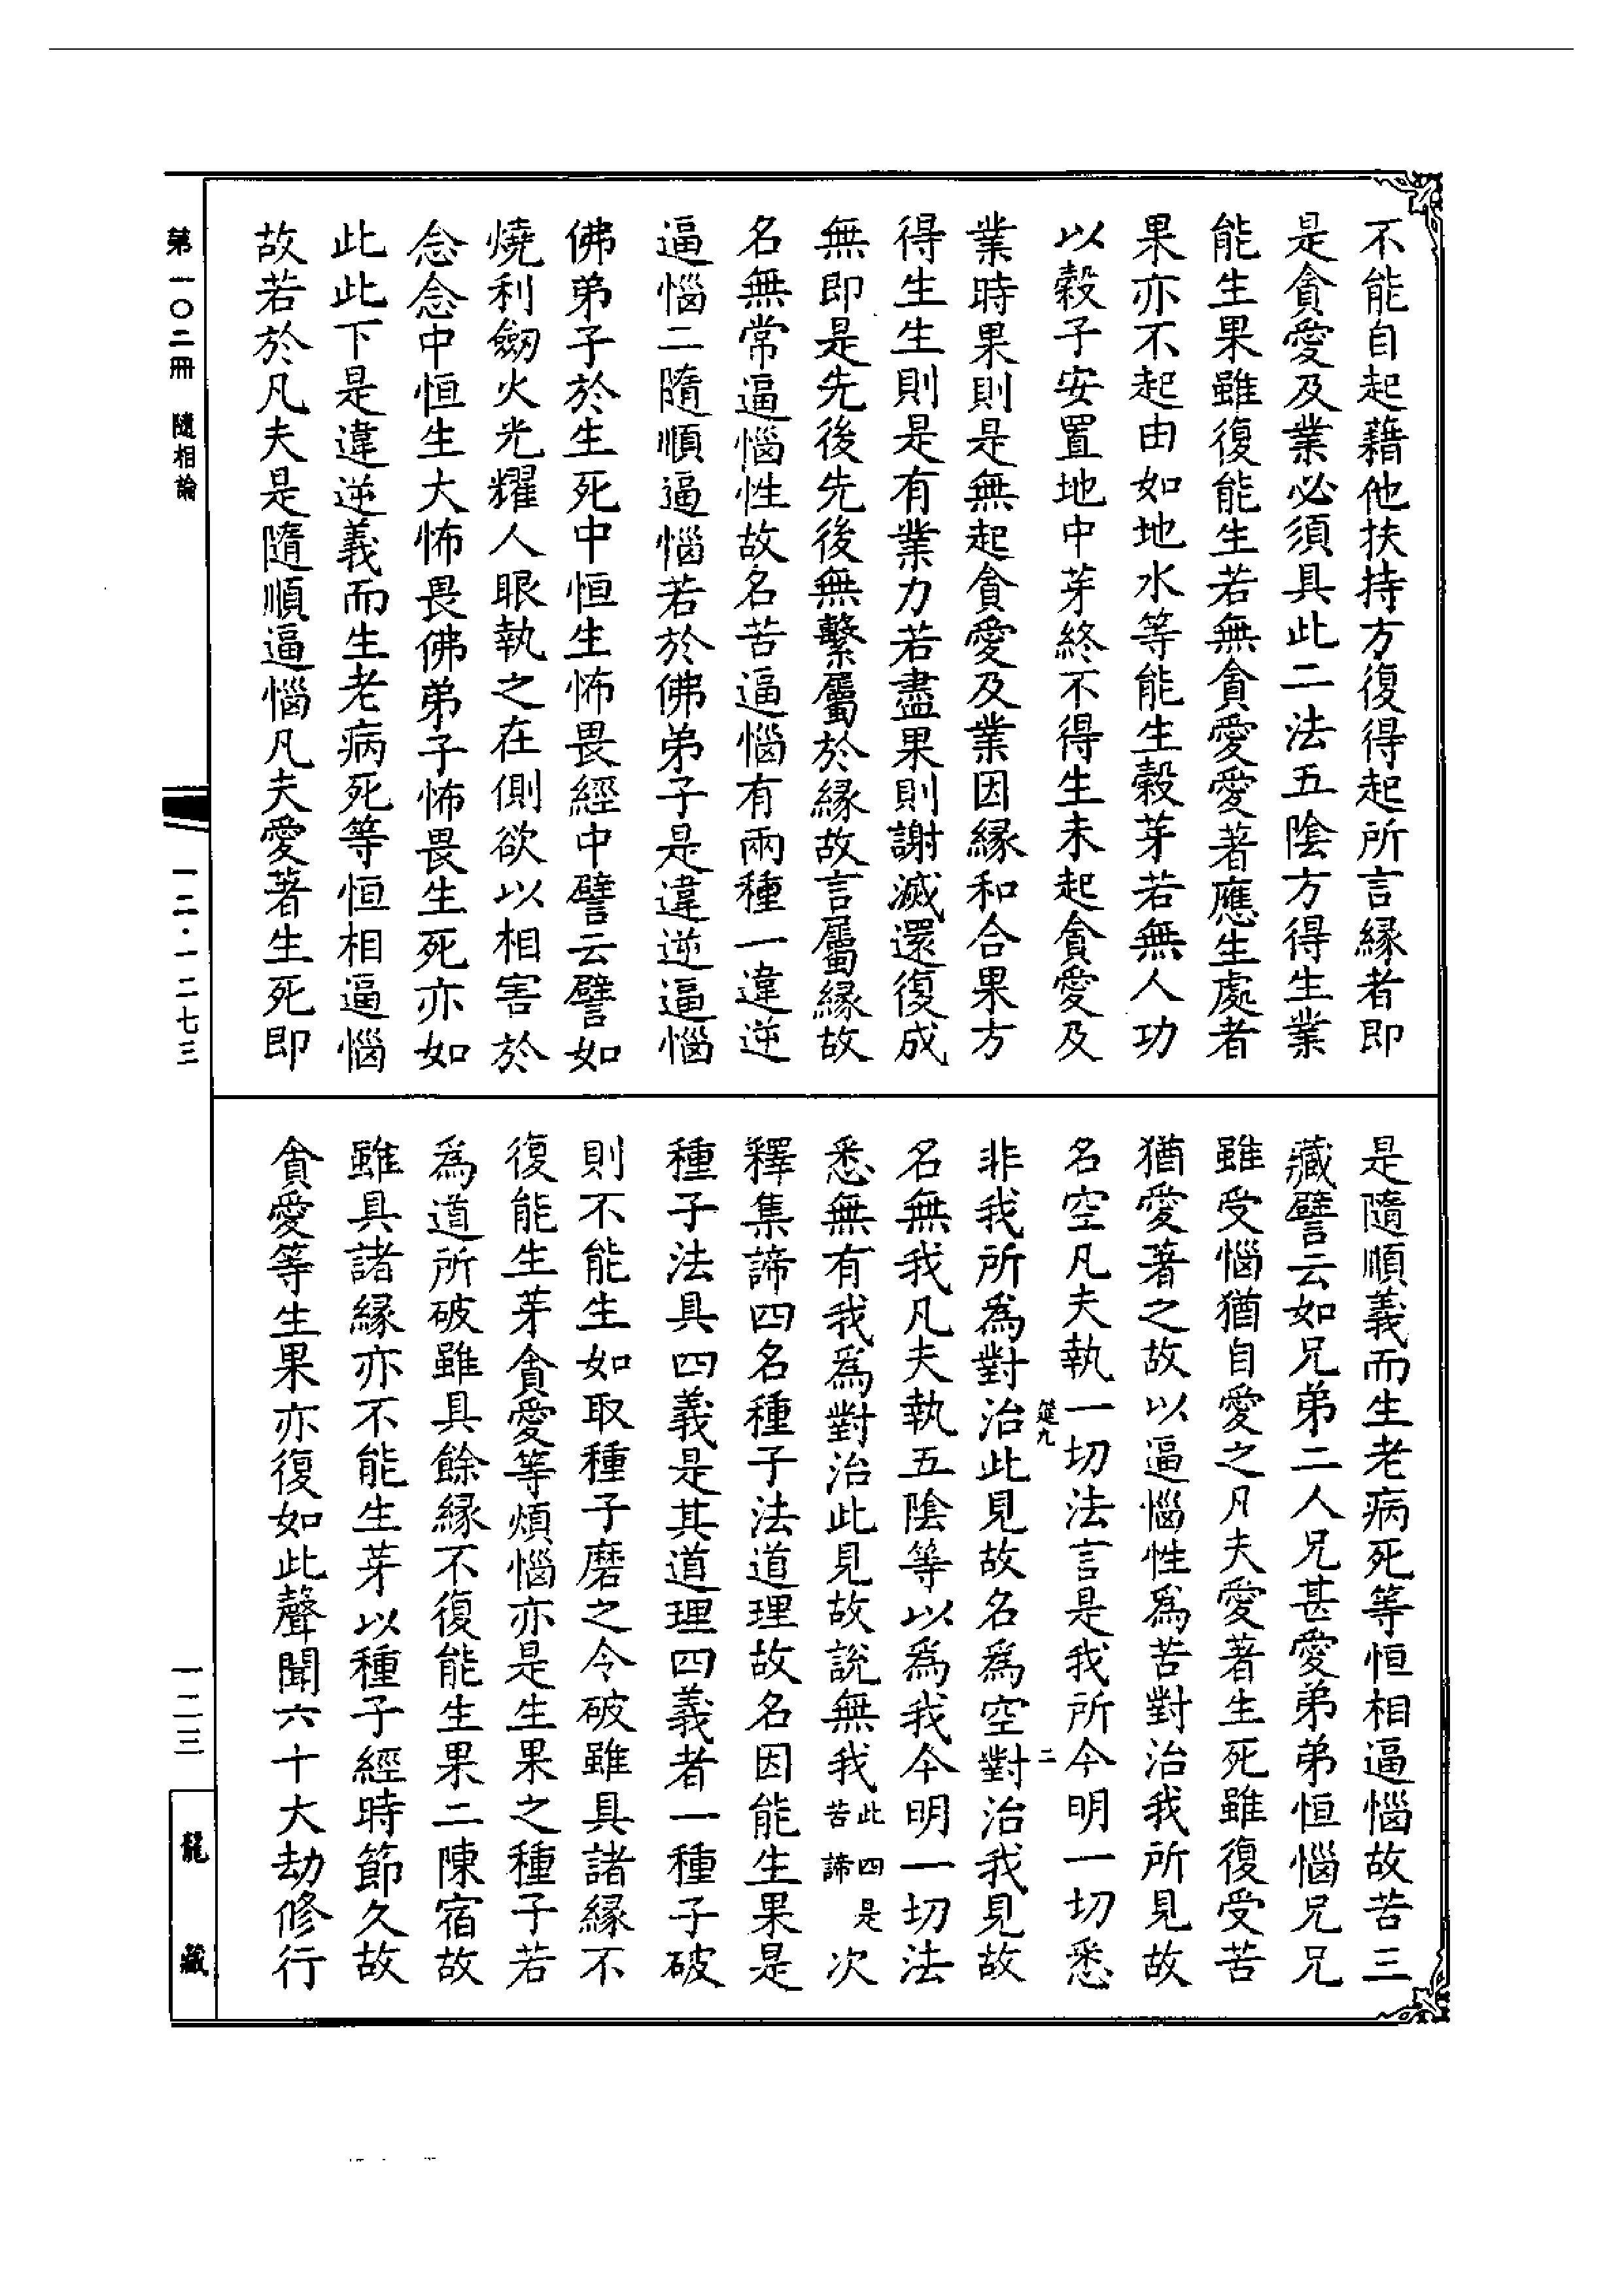 不能自起藉他扶持方復得起所言縁者即
是貪愛及業必須具此二法五陰方得生業
能生果雖復能生若無貪愛愛著應生處者
果亦不起由如地水等能生穀芽若無人功
以穀子安置地中芽終不得生未起貪愛及
業時果則是無起貪愛及業因縁和合果方
得生生則是有業力若盡果則謝滅還復成
無即是先後先後無繫屬於縁故言屬縁故
名無常逼惱性故名苦逼惱有兩種一違逆
逼惱二隨順逼惱若於佛弟子是違逆逼惱
佛弟子於生死中恒生怖畏經中譬云譬如
燒利劒火光耀人眼執之在側欲以相害於
念念中恒生大怖畏佛弟子怖畏生死亦如
此此下是違逆義而生老病死等恒相逼惱
故若於凡夫是隨順逼惱凡夫愛著生死即
是隨順義而生老病死等恒相逼惱故苦三
藏譬云如兄弟二人兄甚愛弟弟恒惱兄兄
雖受惱猶自愛之凡夫愛著生死雖復受苦
猶愛著之故以逼惱性為苦對治我所見故
名空凡夫執一切法言是我所今明一切悉
筵九 二
非我所為對治此見故名為空對治我見故
名無我凡夫執五陰等以為我今明一切法
悉無有我為對治此見故說無我此四是苦諦次
釋集諦四名種子法道理故名因能生果是
種子法具四義是其道理四義者一種子破
則不能生如取種子磨之令破雖具諸縁不
復能生芽貪愛等煩惱亦是生果之種子若
為道所破雖具餘縁不復能生果二陳宿故
雖具諸縁亦不能生芽以種子經時節久故
貪愛等生果亦復如此聲聞六十大劫修行
第一〇二冊 隨相論
一二·一二七三
一二三
龍藏